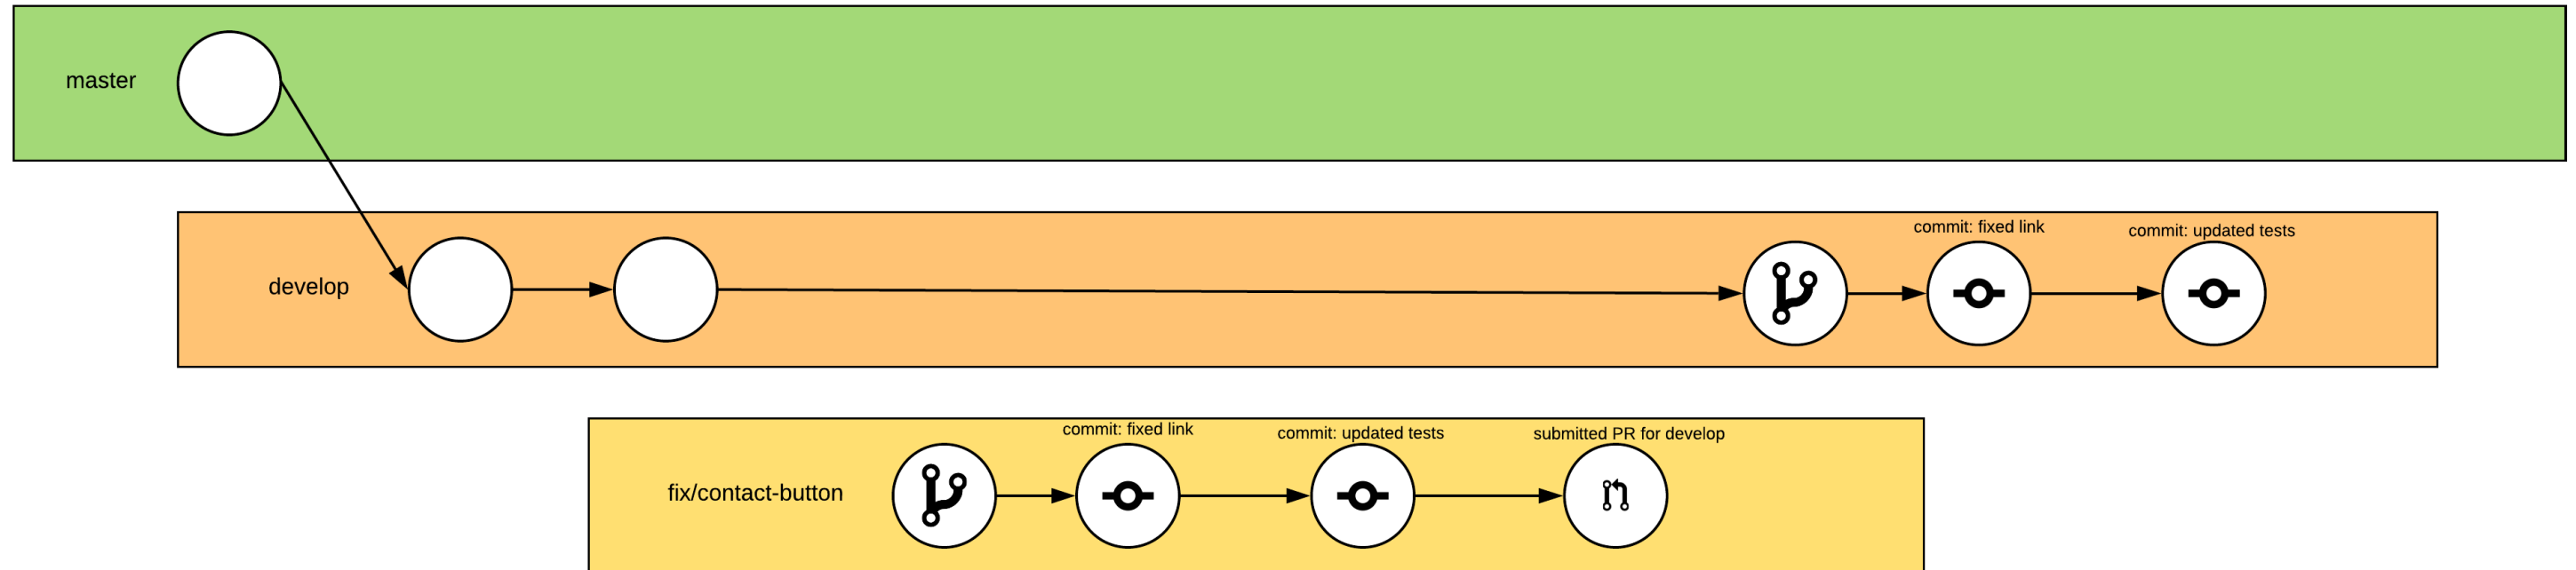 master
develop
commit: fixed link
commit: updated tests
fix/contact-button
commit: fixed link
commit: updated tests
submitted PR for develop